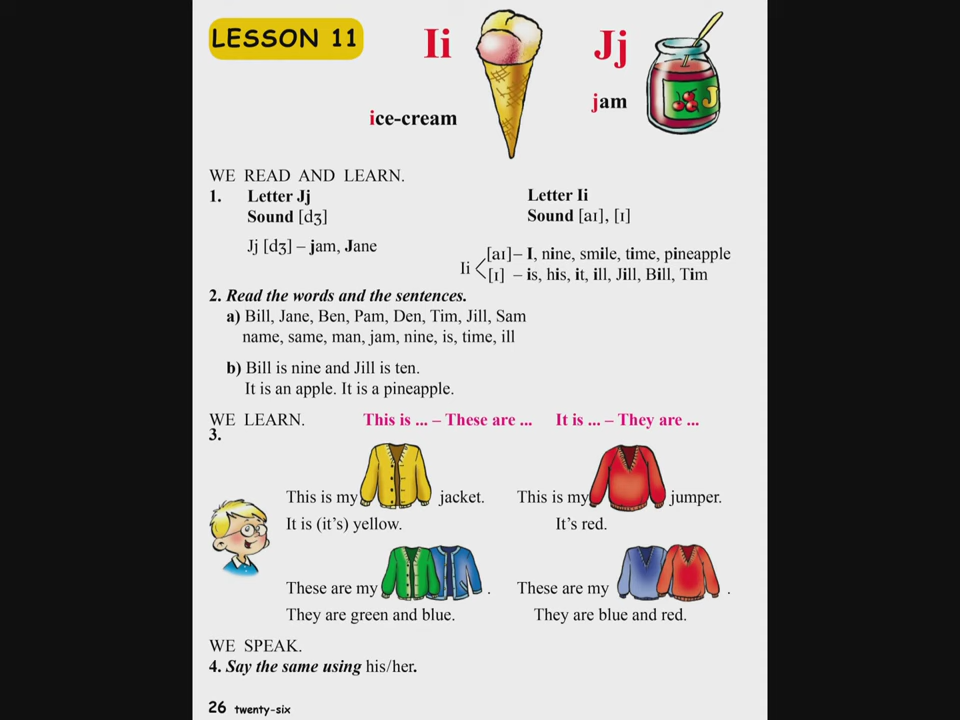 LESSON 11
Ii
Jj
ice-cream
jam
J
WE READ AND LEARN.
1. Letter Jj
Sound [dʒ]
Jj [dʒ] – jam, Jane
Letter Ii
Sound [aɪ], [ɪ]
Ii
[aɪ]– I, nine, smile, time, pineapple
[ɪ] – is, his, it, ill, Jill, Bill, Tim
2. Read the words and the sentences.
a) Bill, Jane, Ben, Pam, Den, Tim, Jill, Sam
name, same, man, jam, nine, is, time, ill
b) Bill is nine and Jill is ten.
It is an apple. It is a pineapple.
WE LEARN. This is ... – These are ... It is ... – They are ...
3.
This is my jacket. This is my jumper.
It is (it’s) yellow. It’s red.
These are my . These are my .
They are green and blue. They are blue and red.
WE SPEAK.
4. Say the same using his/her.
26 twenty-six